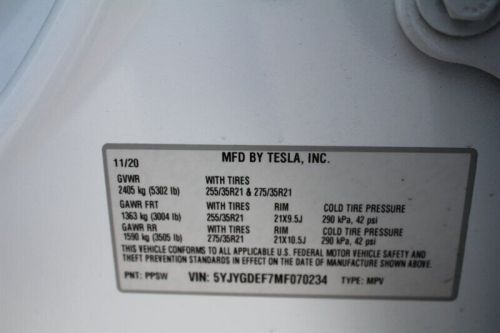 11/20 MFD BY TESLA, INC.
GVWR WITH TIRES
2405 kg (5302 lb) 255/35R21 & 275/35R21
GAWR FRT WITH TIRES RIM COLD TIRE PRESSURE
1363 kg (3004 lb) 255/35R21 21X9.5J 290 kPa, 42 psi
GAWR RR WITH TIRES RIM COLD TIRE PRESSURE
1590 kg (3505 lb) 275/35R21 21X10.5J 290 kPa, 42 psi
THIS VEHICLE CONFORMS TO ALL APPLICABLE U.S. FEDERAL MOTOR VEHICLE SAFETY AND
THEFT PREVENTION STANDARDS IN EFFECT ON THE DATE OF MANUFACTURE SHOWN ABOVE.
PNT: PPSW VIN: 5YJYGDEF7MF070234 TYPE: MPV